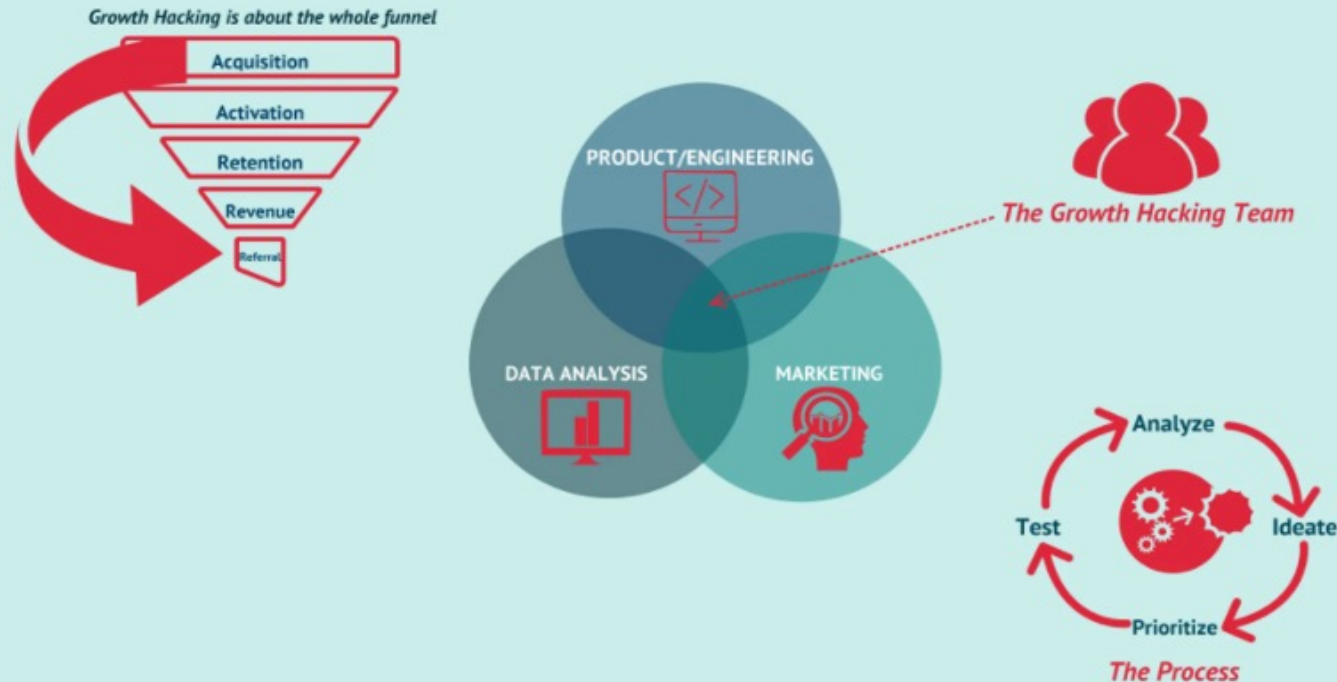 Growth Hacking is about the whole funnel
Acquisition
Activation
Retention
Revenue
Referral
PRODUCT/ENGINEERING
</>
DATA ANALYSIS
MARKETING
The Growth Hacking Team
Analyze
Ideate
Prioritize
Test
The Process